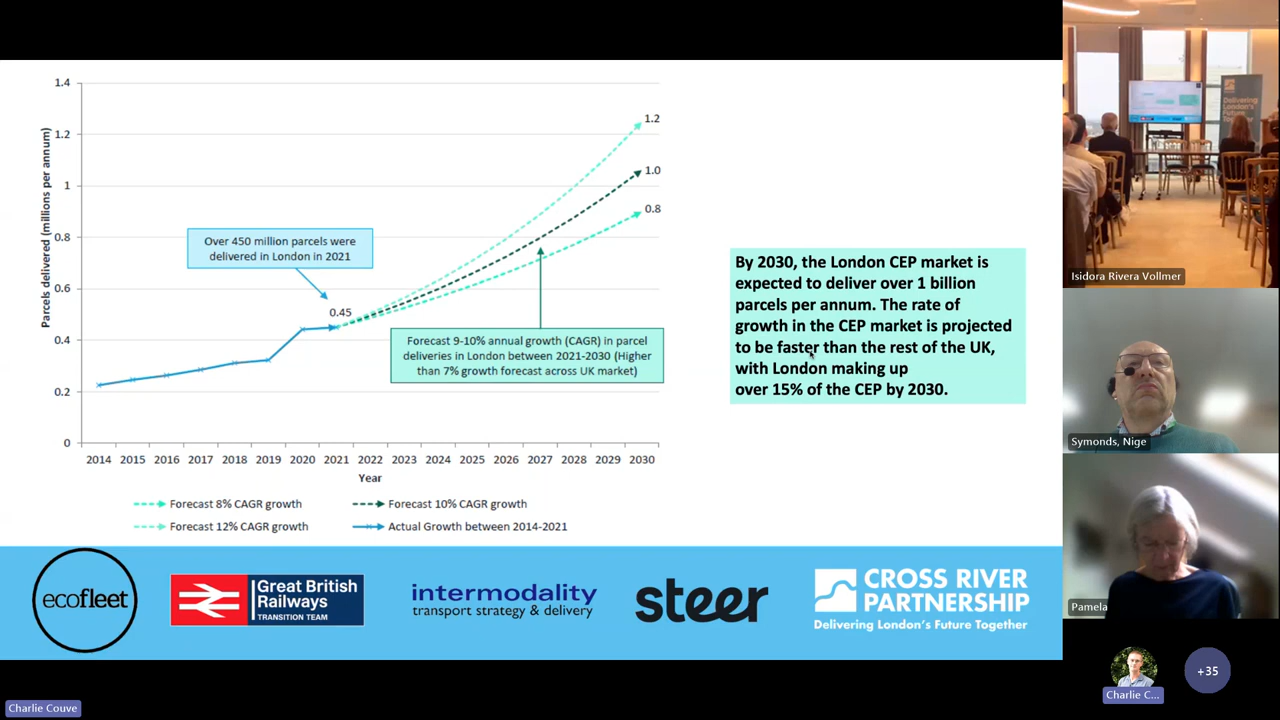 1.4
1.2
1
0.8
0.6
0.4
0.2
0
Parcels delivered (millions per annum)
Over 450 million parcels were
delivered in London in 2021
0.45
1.2
1.0
0.8
Forecast 9-10% annual growth (CAGR) in parcel
deliveries in London between 2021-2030 (Higher
than 7% growth forecast across UK market)
2014 2015 2016 2017 2018 2019 2020 2021 2022 2023 2024 2025 2026 2027 2028 2029 2030
Year
Forecast 8% CAGR growth
Forecast 10% CAGR growth
Forecast 12% CAGR growth
Actual Growth between 2014-2021
By 2030, the London CEP market is
expected to deliver over 1 billion
parcels per annum. The rate of
growth in the CEP market is projected
to be faster than the rest of the UK,
with London making up
over 15% of the CEP by 2030.
ecofleet
Great British
Railways
TRANSITION TEAM
intermodality
transport strategy & delivery
steer
CROSS RIVER
PARTNERSHIP
Delivering London's Future Together
Delivering
London's
Future
Together
Isidora Rivera Vollmer
Symonds, Nige
Pamela
Charlie C...
+35
Charlie Couve